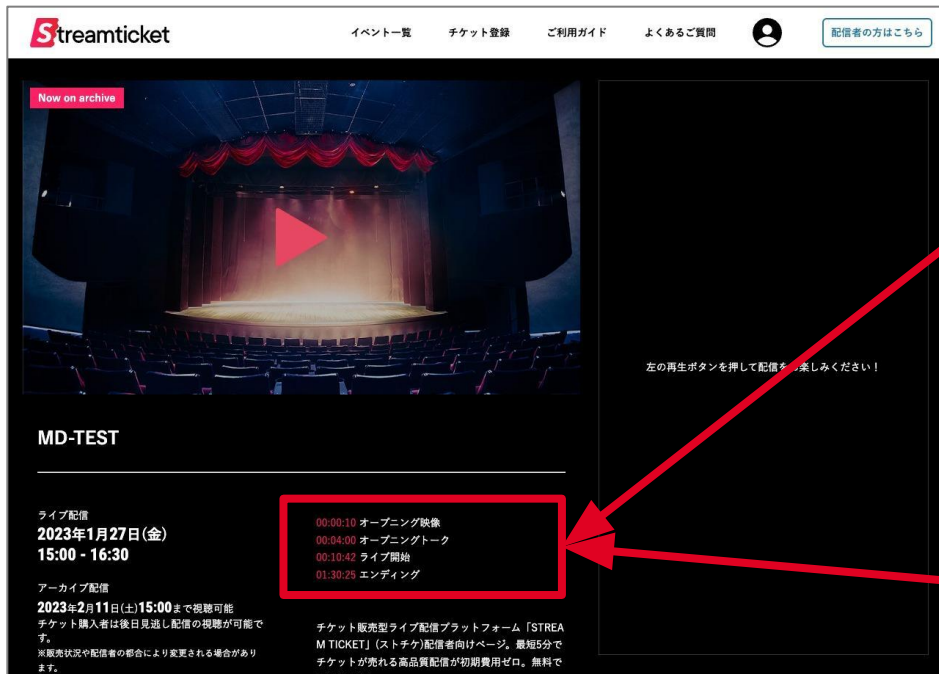 Streamticket
イベント一覧 チケット登録 ご利用ガイド よくあるご質問 配信者の方はこちら
Now on archive
左の再生ボタンを押して配信を 楽しみください！
MD-TEST
ライブ配信
2023年1月27日(金)
15:00 - 16:30
アーカイブ配信
2023年2月11日(土)15:00まで視聴可能
チケット購入者は後日見逃し配信の視聴が可能で
す。
※販売状況や配信者の都合により変更される場合があり
ます。
00:00:10 オープニング映像
00:04:00 オープニングトーク
00:10:42 ライブ開始
01:30:25 エンディング
チケット販売型ライブ配信プラットフォーム「STREA
M TICKET」(ストチケ)配信者向けページ。最短5分で
チケットが売れる高品質配信が初期費用ゼロ。無料で